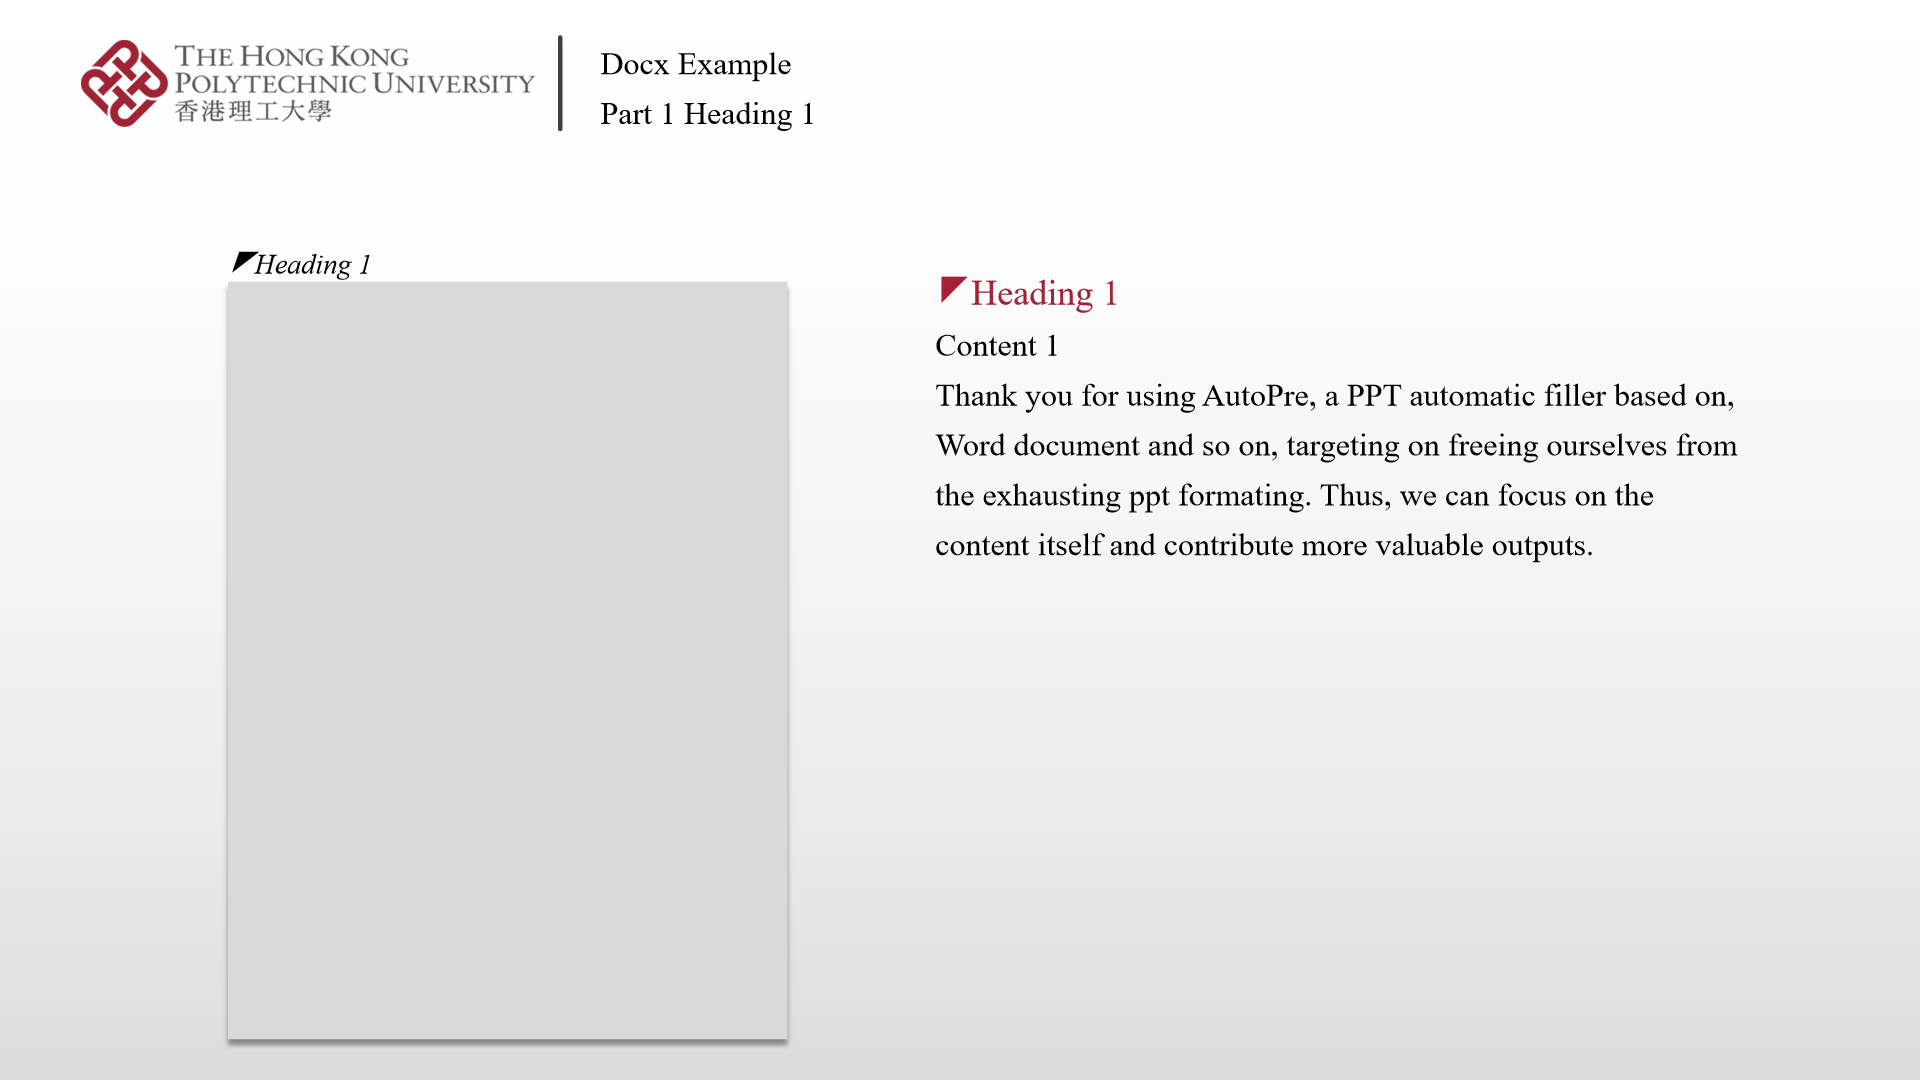 THE HONG KONG
POLYTECHNIC UNIVERSITY
香港理工大學
Docx Example
Part 1 Heading 1
◤Heading 1
◤Heading 1
Content 1
Thank you for using AutoPre, a PPT automatic filler based on,
Word document and so on, targeting on freeing ourselves from
the exhausting ppt formating. Thus, we can focus on the
content itself and contribute more valuable outputs.